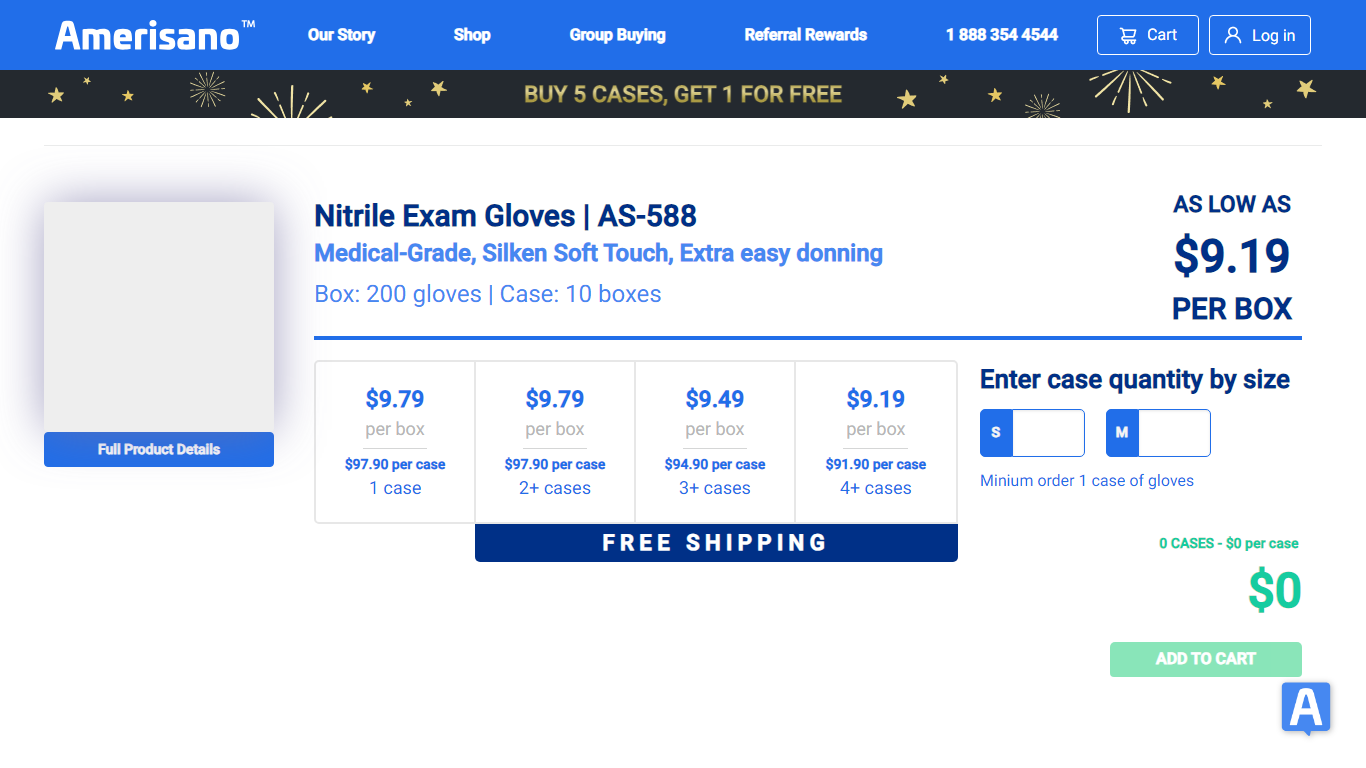 Amerisano™
Our Story
Shop
Group Buying
Referral Rewards
1 888 354 4544
Cart
Log in
BUY 5 CASES, GET 1 FOR FREE
Nitrile Exam Gloves | AS-588
Medical-Grade, Silken Soft Touch, Extra easy donning
Box: 200 gloves | Case: 10 boxes
AS LOW AS
$9.19
PER BOX
Full Product Details
$9.79
per box
$97.90 per case
1 case
$9.79
per box
$97.90 per case
2+ cases
$9.49
per box
$94.90 per case
3+ cases
$9.19
per box
$91.90 per case
4+ cases
FREE SHIPPING
Enter case quantity by size
S
M
Minium order 1 case of gloves
0 CASES - $0 per case
$0
ADD TO CART
A